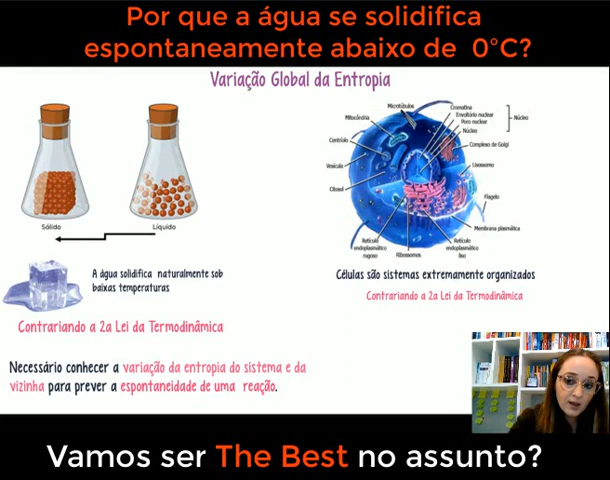 Por que a água se solidifica
espontaneamente abaixo de 0°C?
Variação Global da Entropia
Sólido
Líquido
A água solidifica naturalmente sob
baixas temperaturas
Contrariando a 2a Lei da Termodinâmica
Necessário conhecer a variação da entropia do sistema e da
vizinha para prever a espontaneidade de uma reação.
Microtúbulos
Mitocôndria
Centríolo
Vesícula
Citosol
Cromatina
Envoltório nuclear
Poro nuclear
Núcleo
Núcleo
Complexo de Golgi
Lisossomo
Flagelo
Membrana plasmática
Retículo
endoplasmático
rugoso
Ribossomos
Retículo
endoplasmático
liso
Células são sistemas extremamente organizados
Contrariando a 2a Lei da Termodinâmica
Vamos ser The Best no assunto?